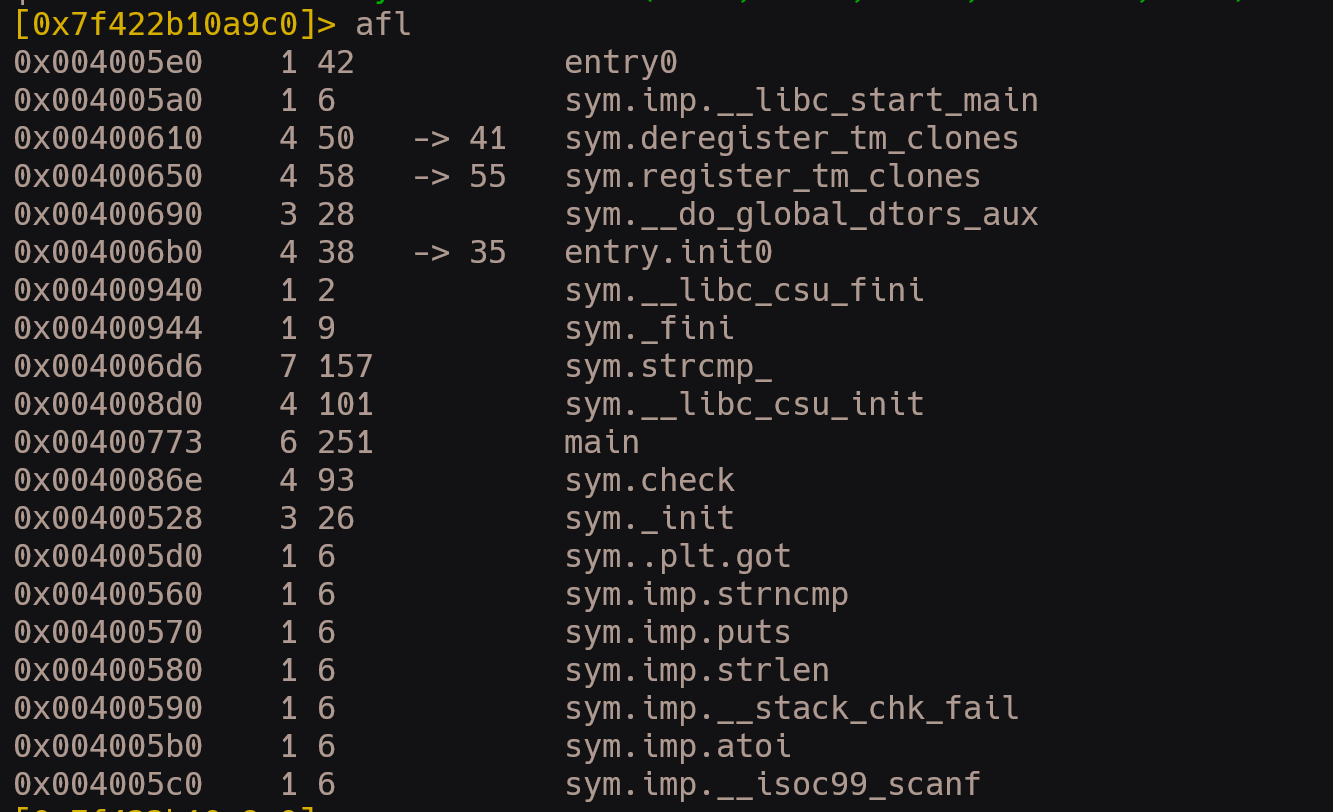 [0x7f422b10a9c0]> afl
0x004005e0    1 42           entry0
0x004005a0    1 6            sym.imp.__libc_start_main
0x00400610    4 50   -> 41   sym.deregister_tm_clones
0x00400650    4 58   -> 55   sym.register_tm_clones
0x00400690    3 28           sym.__do_global_dtors_aux
0x004006b0    4 38   -> 35   entry.init0
0x00400940    1 2            sym.__libc_csu_fini
0x00400944    1 9            sym._fini
0x004006d6    7 157          sym.strcmp_
0x004008d0    4 101          sym.__libc_csu_init
0x00400773    6 251          main
0x0040086e    4 93           sym.check
0x00400528    3 26           sym._init
0x004005d0    1 6            sym..plt.got
0x00400560    1 6            sym.imp.strncmp
0x00400570    1 6            sym.imp.puts
0x00400580    1 6            sym.imp.strlen
0x00400590    1 6            sym.imp.__stack_chk_fail
0x004005b0    1 6            sym.imp.atoi
0x004005c0    1 6            sym.imp.__isoc99_scanf